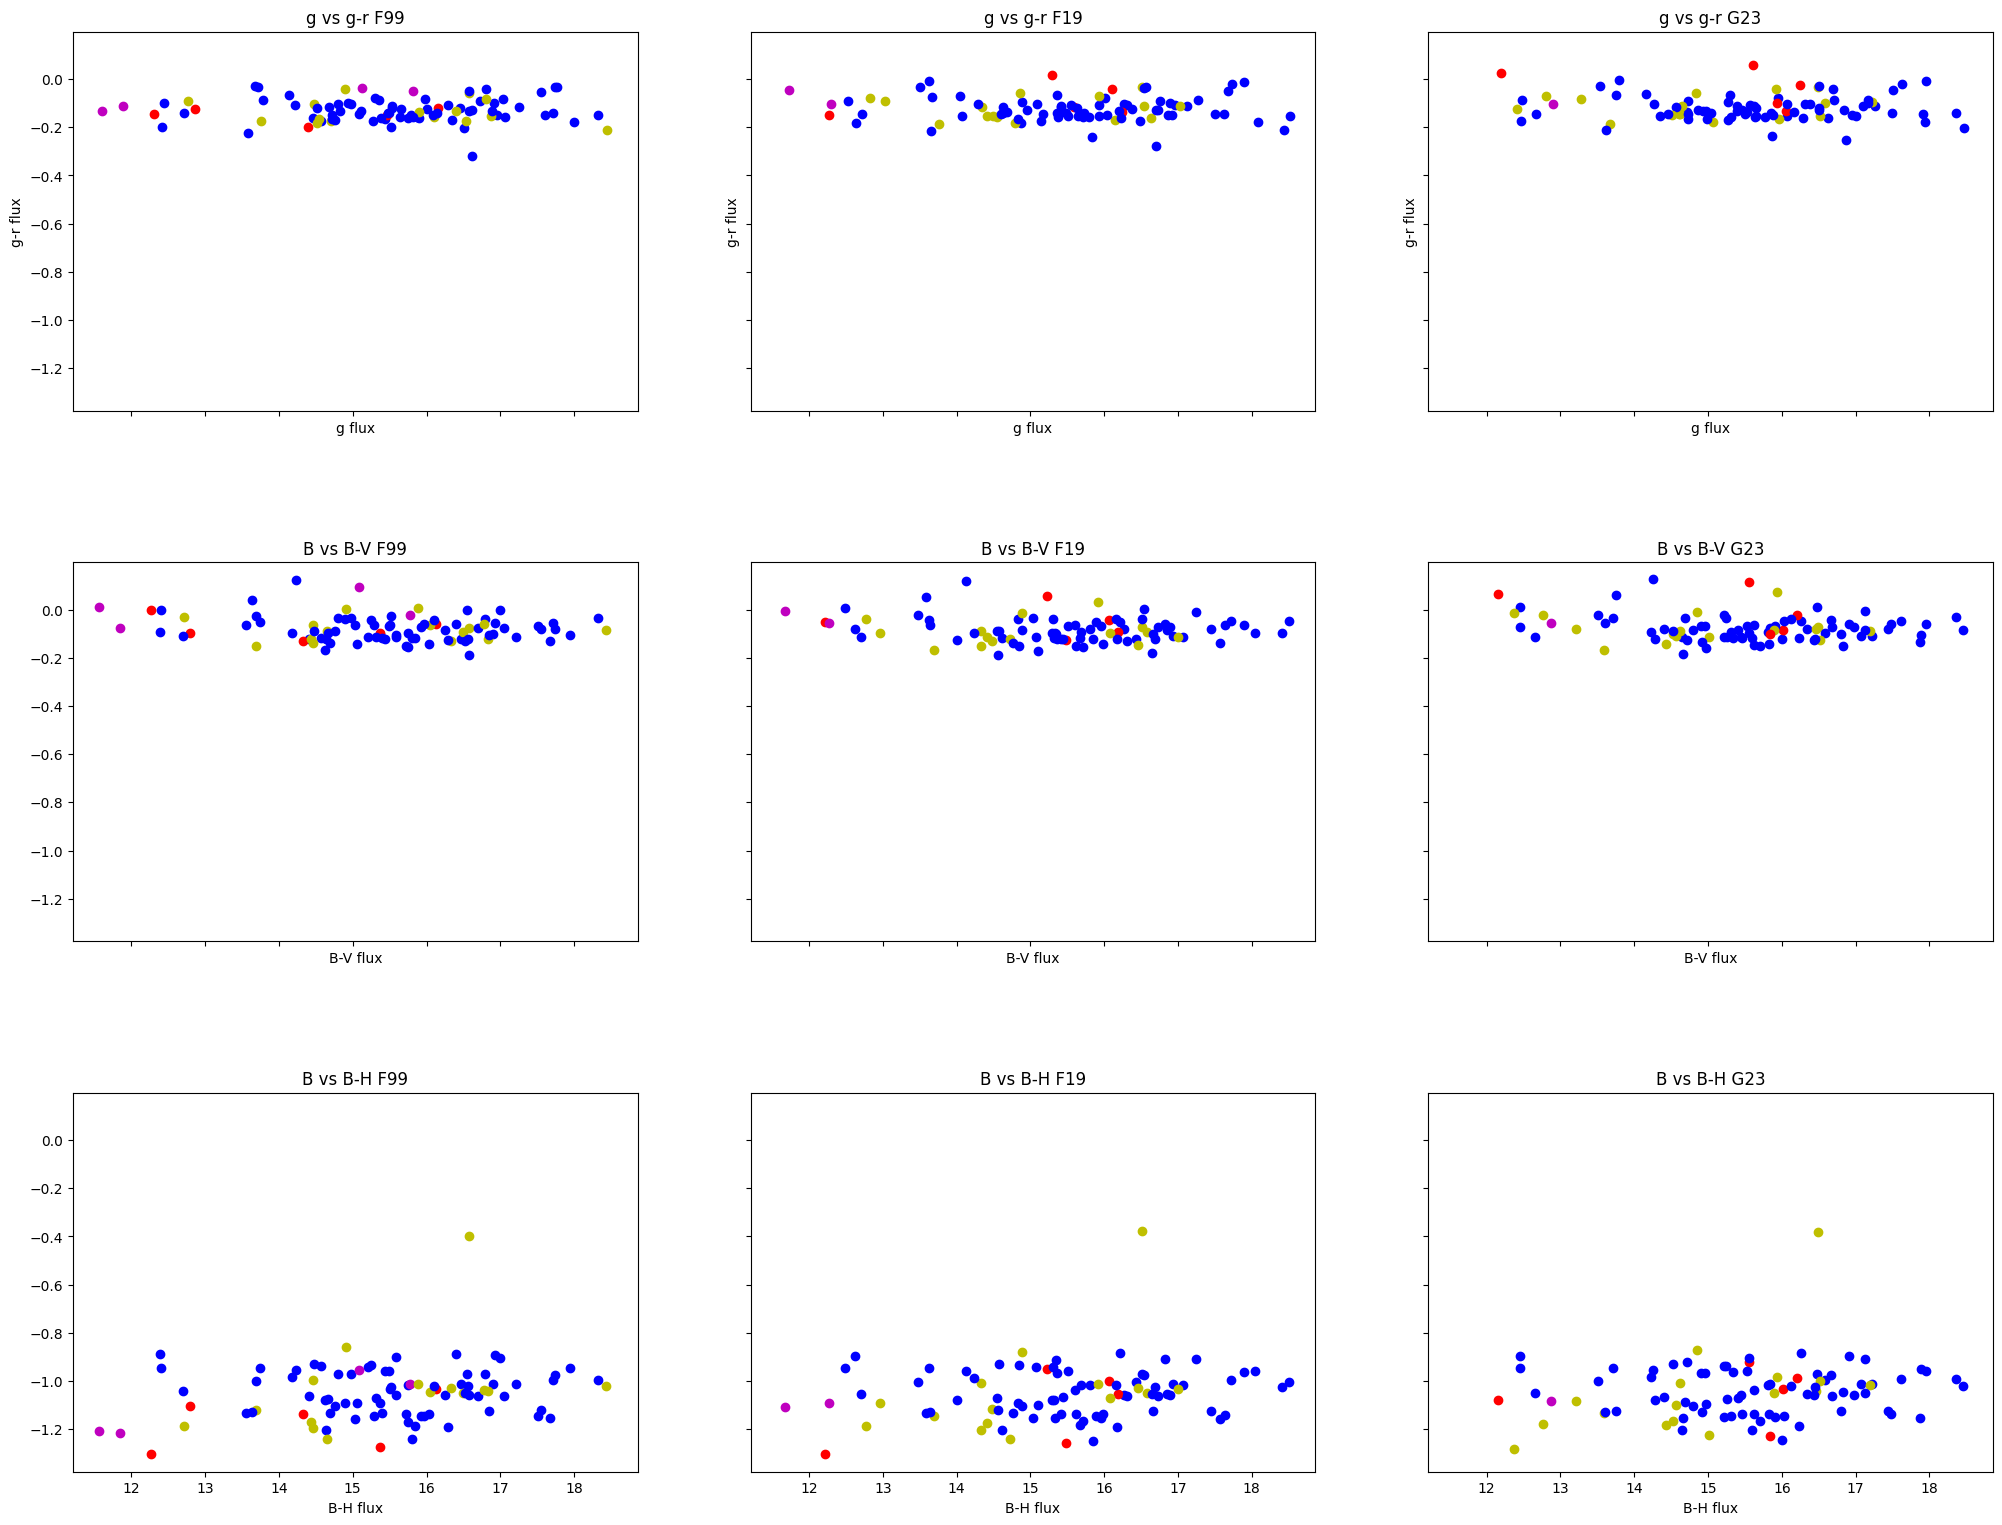 g vs g-r F99
g vs g-r F19
g vs g-r G23
0.0
−0.2
−0.4
−0.6
−0.8
−1.0
−1.2
g-r flux
g-r flux
g-r flux
g flux
g flux
g flux
B vs B-V F99
B vs B-V F19
B vs B-V G23
0.0
−0.2
−0.4
−0.6
−0.8
−1.0
−1.2
B-V flux
B-V flux
B-V flux
B vs B-H F99
B vs B-H F19
B vs B-H G23
0.0
−0.2
−0.4
−0.6
−0.8
−1.0
−1.2
12 13 14 15 16 17 18
12 13 14 15 16 17 18
12 13 14 15 16 17 18
B-H flux
B-H flux
B-H flux